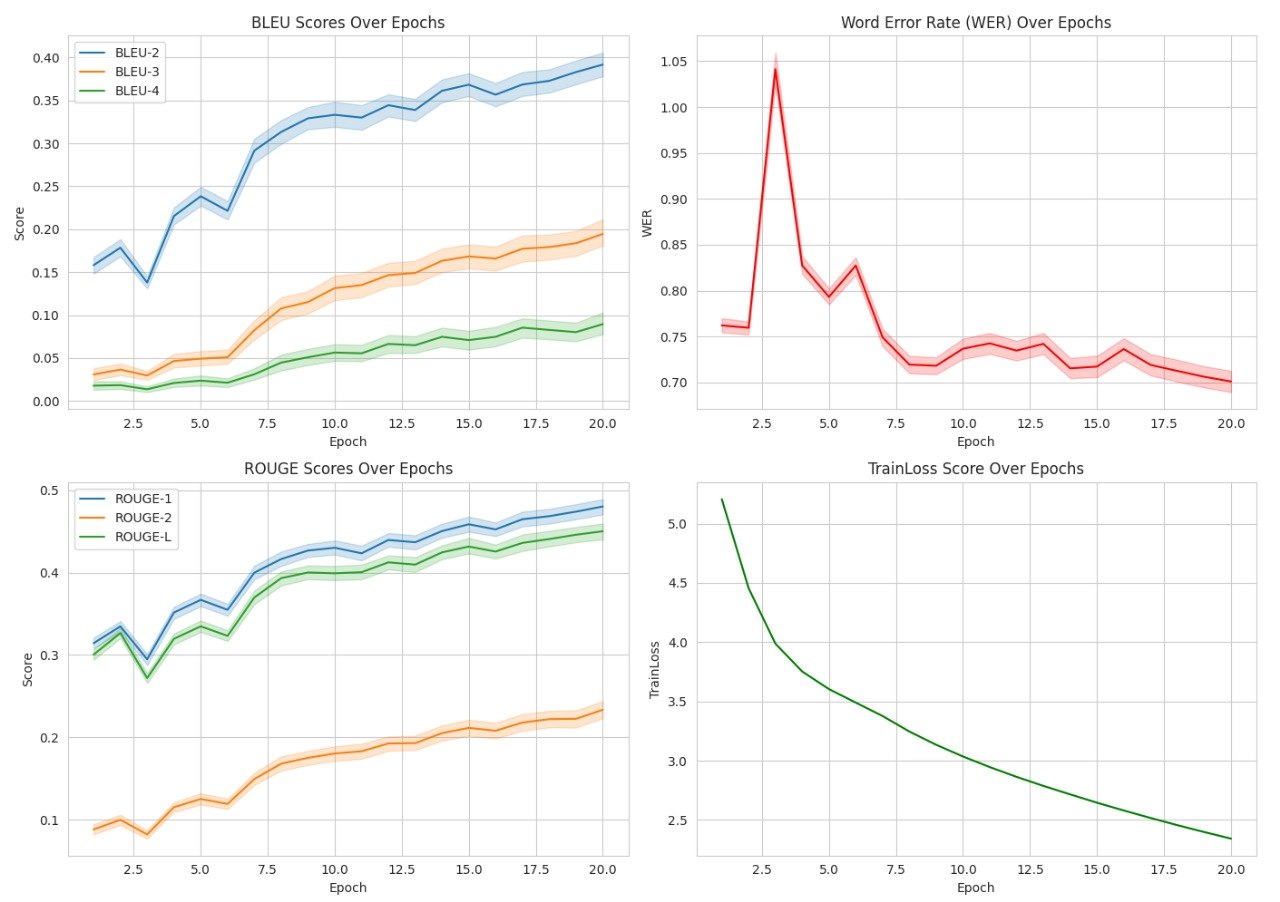 BLEU Scores Over Epochs
BLEU-2
BLEU-3
BLEU-4
0.40
0.35
0.30
0.25
0.20
0.15
0.10
0.05
0.00
Score
2.5 5.0 7.5 10.0 12.5 15.0 17.5 20.0
Epoch
Word Error Rate (WER) Over Epochs
1.05
1.00
0.95
0.90
0.85
0.80
0.75
0.70
WER
2.5 5.0 7.5 10.0 12.5 15.0 17.5 20.0
Epoch
ROUGE Scores Over Epochs
ROUGE-1
ROUGE-2
ROUGE-L
0.5
0.4
0.3
0.2
0.1
Score
2.5 5.0 7.5 10.0 12.5 15.0 17.5 20.0
Epoch
TrainLoss Score Over Epochs
5.0
4.5
4.0
3.5
3.0
2.5
TrainLoss
2.5 5.0 7.5 10.0 12.5 15.0 17.5 20.0
Epoch